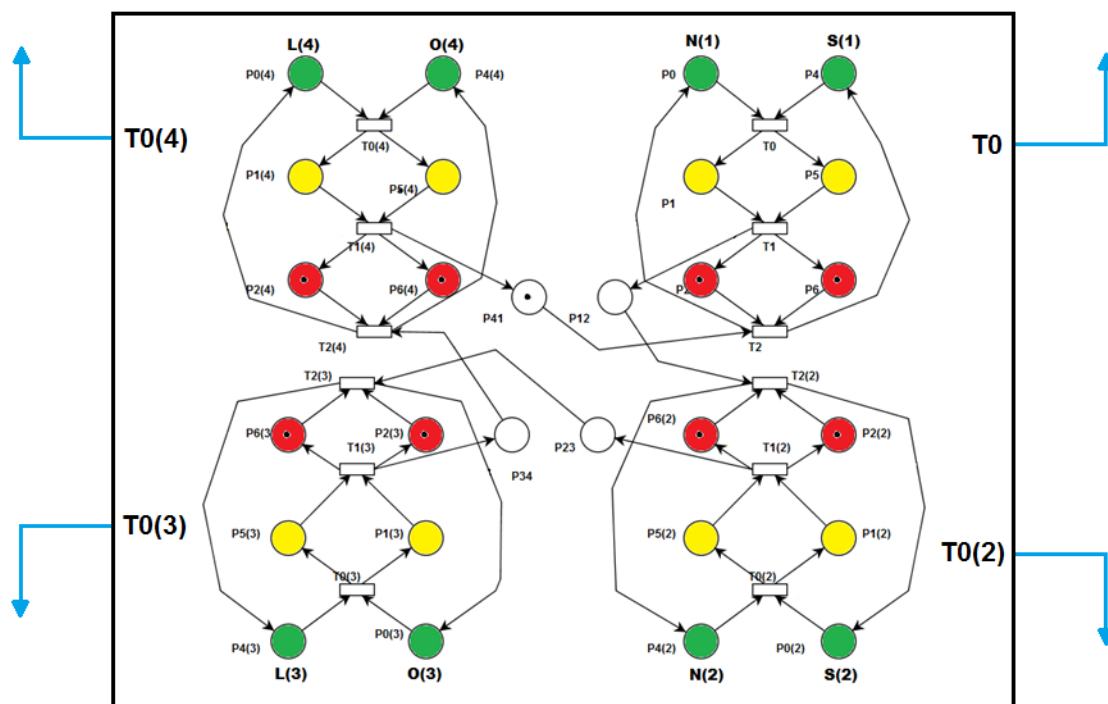 L(4) O(4) N(1) S(1)
P0(4) P4(4) P0 P4
T0(4) T0
T0(4) T0
P1(4) P5(4) P1 P5
T1(4) T1
P2(4) P6(4) P6
P41 P12
T2(4) T2
T2(3) T2(2)
P6(3 P2(3) P6(2) P2(2)
T1(3) T1(2)
P34 P23
T0(3)
P5(3) P1(3) P5(2) P1(2)
T0(2)
T0(3) T0(2)
P4(3) P0(3) P4(2) P0(2)
L(3) O(3) N(2) S(2)